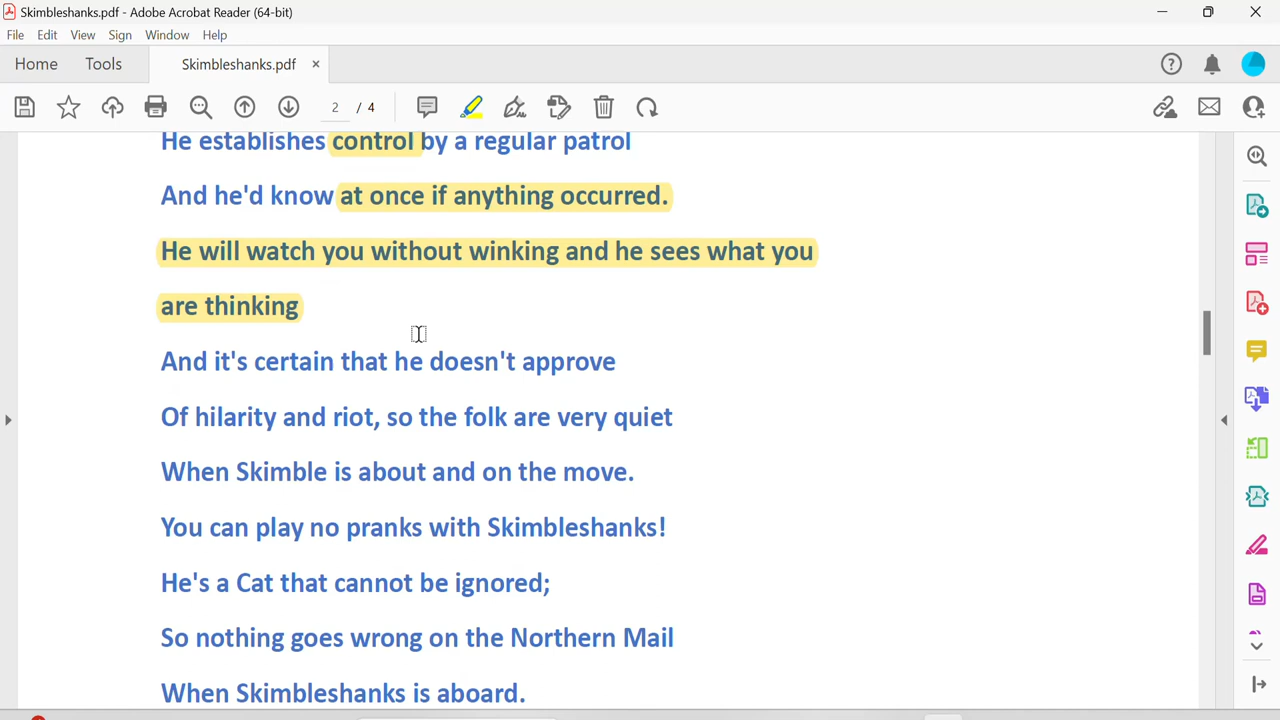 Skimbleshanks.pdf - Adobe Acrobat Reader (64-bit)
File Edit View Sign Window Help
Home Tools Skimbleshanks.pdf ×
2 / 4
He establishes control by a regular patrol
And he'd know at once if anything occurred.
He will watch you without winking and he sees what you
are thinking
And it's certain that he doesn't approve
Of hilarity and riot, so the folk are very quiet
When Skimble is about and on the move.
You can play no pranks with Skimbleshanks!
He's a Cat that cannot be ignored;
So nothing goes wrong on the Northern Mail
When Skimbleshanks is aboard.